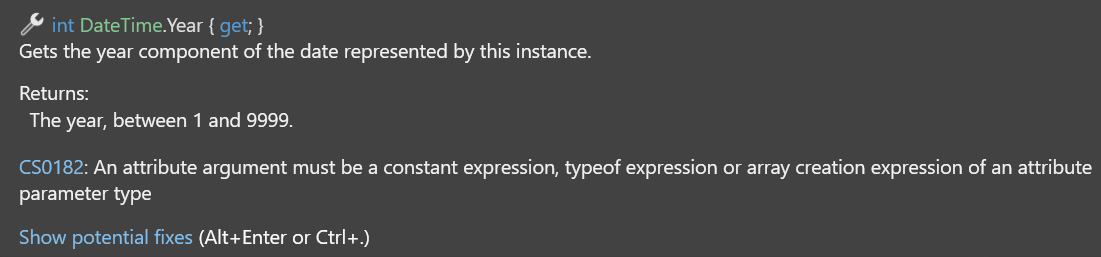 int DateTime.Year { get; }
Gets the year component of the date represented by this instance.
Returns:
The year, between 1 and 9999.
CS0182: An attribute argument must be a constant expression, typeof expression or array creation expression of an attribute
parameter type
Show potential fixes (Alt+Enter or Ctrl+.)